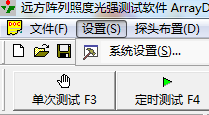 远方阵列照度光强测试软件 ArrayD
文件(F) 设置(S) 探头布置(D)
系统设置(S)...
单次测试 F3 定时测试 F4